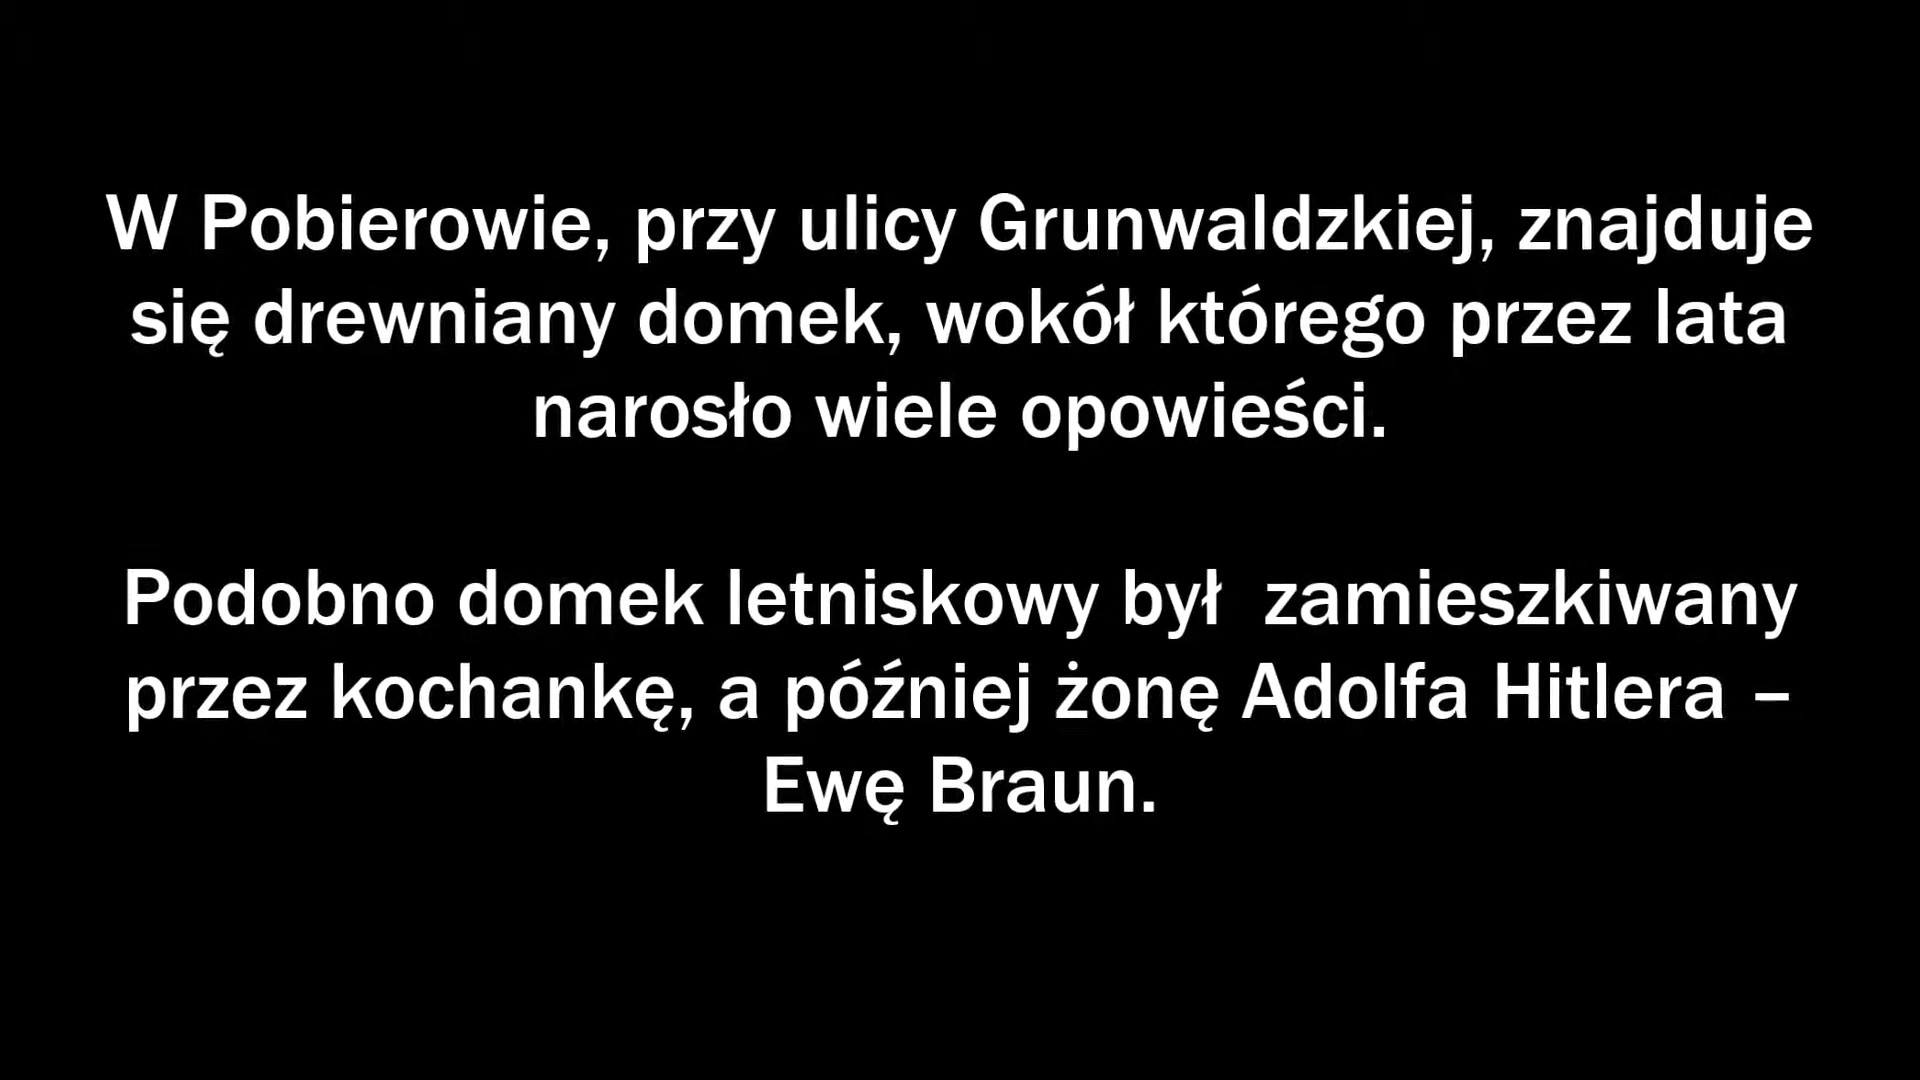 W Pobierowie, przy ulicy Grunwaldzkiej, znajduje
się drewniany domek, wokół którego przez lata
narosło wiele opowieści.
Podobno domek letniskowy był  zamieszkiwany
przez kochankę, a później żonę Adolfa Hitlera –
Ewę Braun.